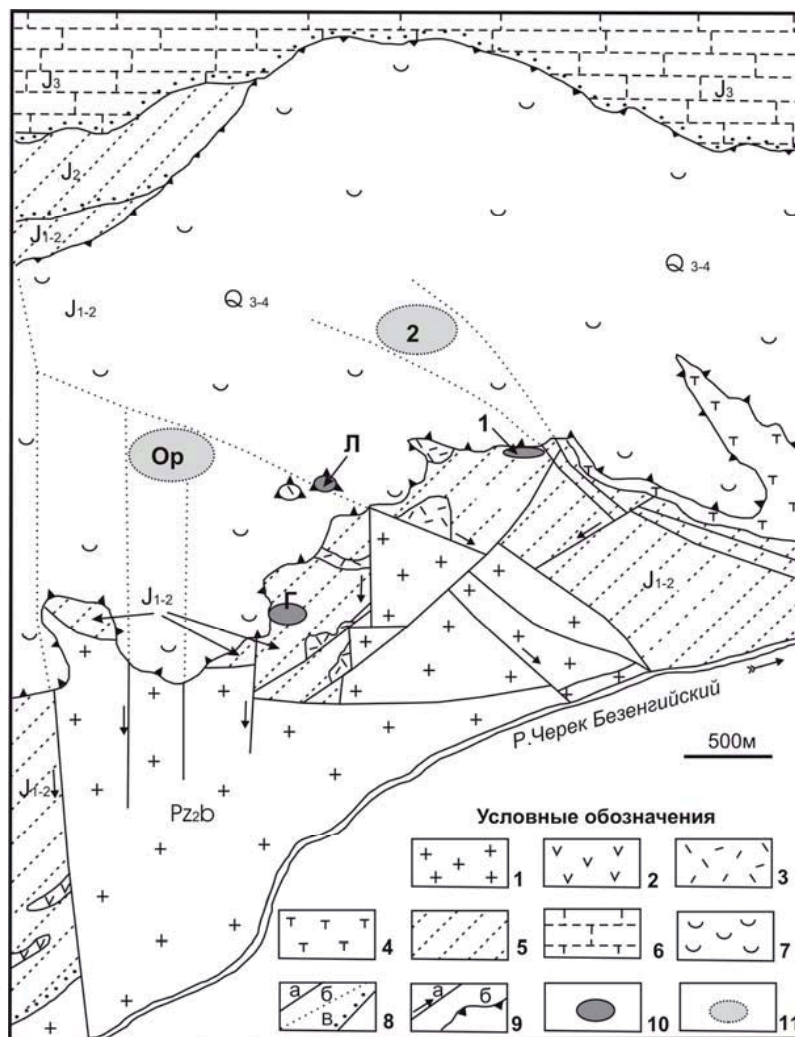 J3
J3
J2
J1-2
Q 3-4
Q 3-4
J1-2
2
1
Ор
Л
J1-2
Г
J1-2
Р.Черек Безенгийский
500м
J1-2
Pz2b
Условные обозначения
1
2
3
4
5
6
7
а
б
в
8
а
б
9
10
11